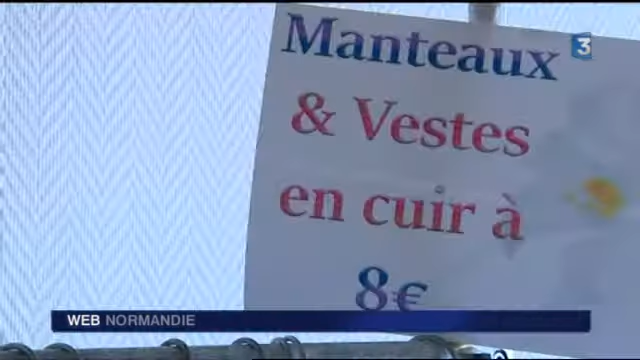 Manteaux
& Vestes
en cuir à
8€
3
WEB NORMANDIE